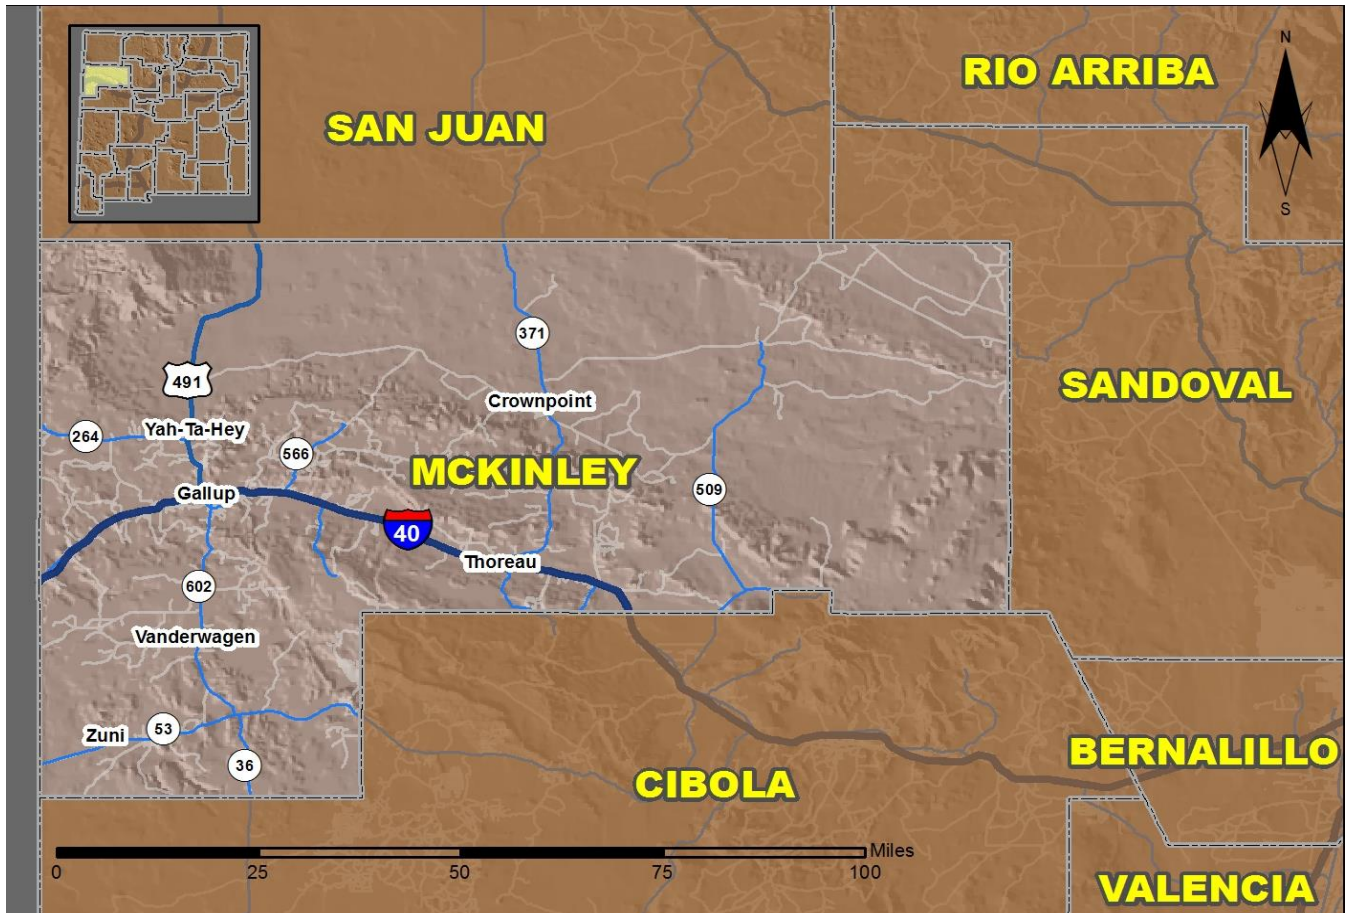 N
RIO ARRIBA
SAN JUAN
S
371
491
SANDOVAL
Crownpoint
Yah-Ta-Hey
264
566
MCKINLEY
509
Gallup
40
Thoreau
602
Vanderwagen
53
Zuni
36
BERNALILLO
CIBOLA
Miles
0 25 50 75 100
VALENCIA